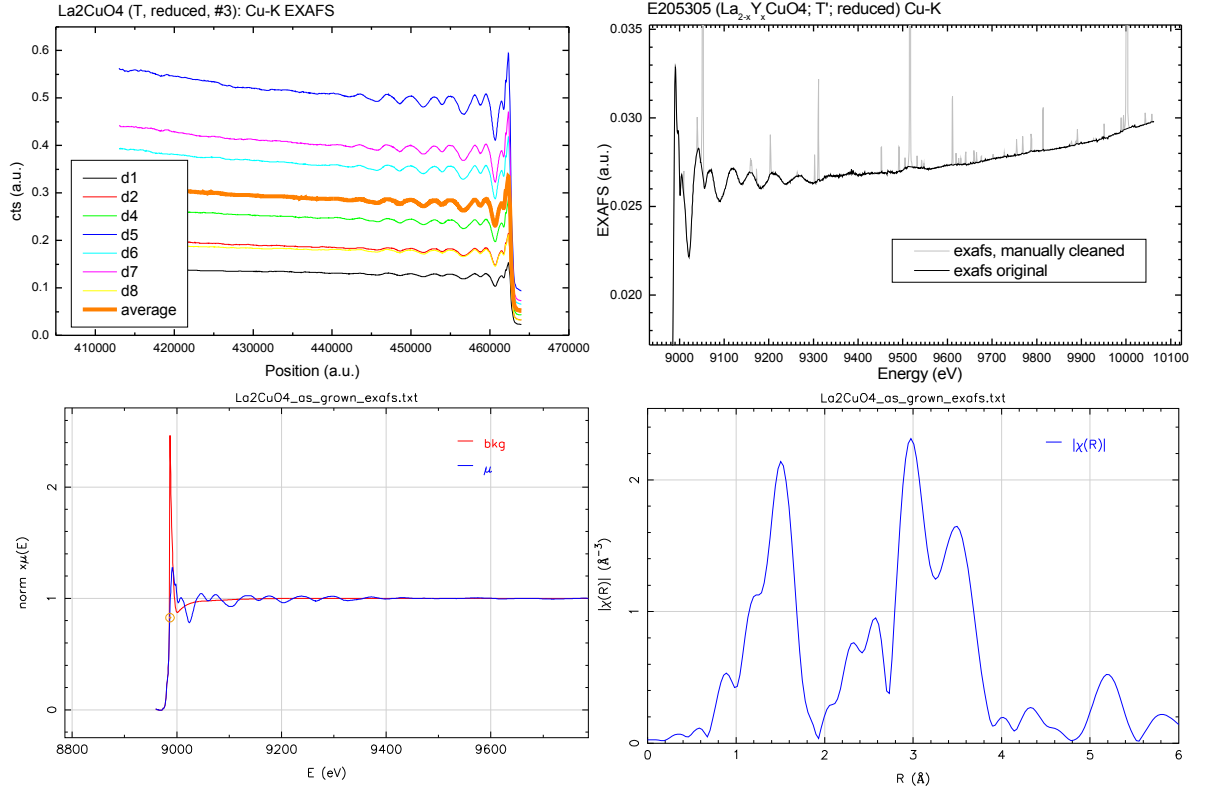 La2CuO4 (T, reduced, #3): Cu-K EXAFS
0.6
0.5
0.4
0.3
0.2
0.1
0.0
cts (a.u.)
d1
d2
d4
d5
d6
d7
d8
average
410000 420000 430000 440000 450000 460000 470000
Position (a.u.)
E205305 (La2-xYxCuO4; T'; reduced) Cu-K
0.035
0.030
0.025
0.020
EXAFS (a.u.)
exafs, manually cleaned
exafs original
9000 9100 9200 9300 9400 9500 9600 9700 9800 9900 10000 10100
Energy (eV)
La2CuO4_as_grown_exafs.txt
bkg
μ
2
1
0
norm xμ(E)
8800 9000 9200 9400 9600
E (eV)
La2CuO4_as_grown_exafs.txt
|χ(R)|
2
1
0
|χ(R)| (Å⁻³)
0 1 2 3 4 5 6
R (Å)